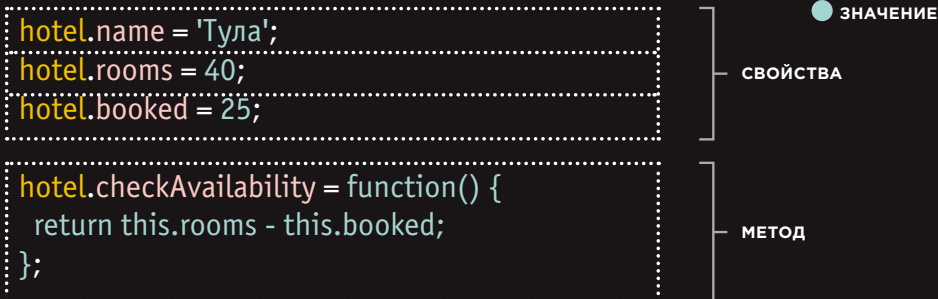 ЗНАЧЕНИЕ
hotel.name = 'Тула';
hotel.rooms = 40;
hotel.booked = 25;
СВОЙСТВА
hotel.checkAvailability = function() {
return this.rooms - this.booked;
};
МЕТОД